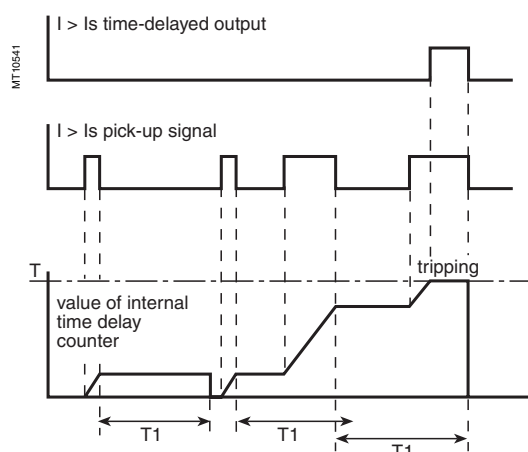 I > Is time-delayed output
MT10541
I > Is pick-up signal
T
tripping
value of internal
time delay
counter
T1
T1
T1